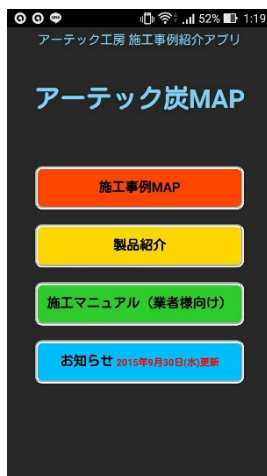 52% 1:19
アーテック工房 施工事例紹介アプリ
アーテック炭MAP
施工事例MAP
製品紹介
施工マニュアル（業者様向け）
お知らせ 2015年9月30日(水)更新